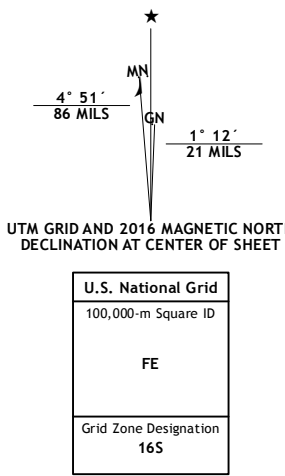 MN
GN
4° 51´
86 MILS
1° 12´
21 MILS
UTM GRID AND 2016 MAGNETIC NORT
DECLINATION AT CENTER OF SHEET
U.S. National Grid
100,000-m Square ID
FE
Grid Zone Designation
16S